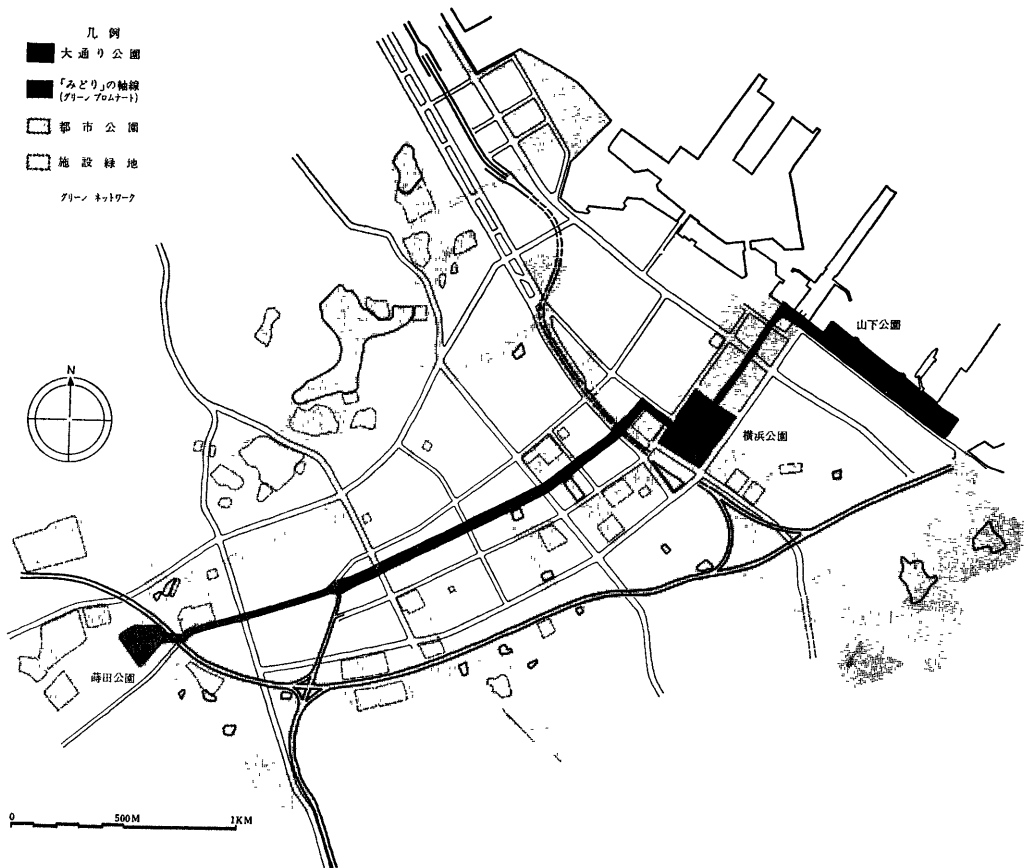 凡例
大通り公園
「みどり」の軸線
(グリーン プロムナード)
都市公園
施設緑地
グリーン ネットワーク
N
山下公園
横浜公園
蒔田公園
0 500M 1KM